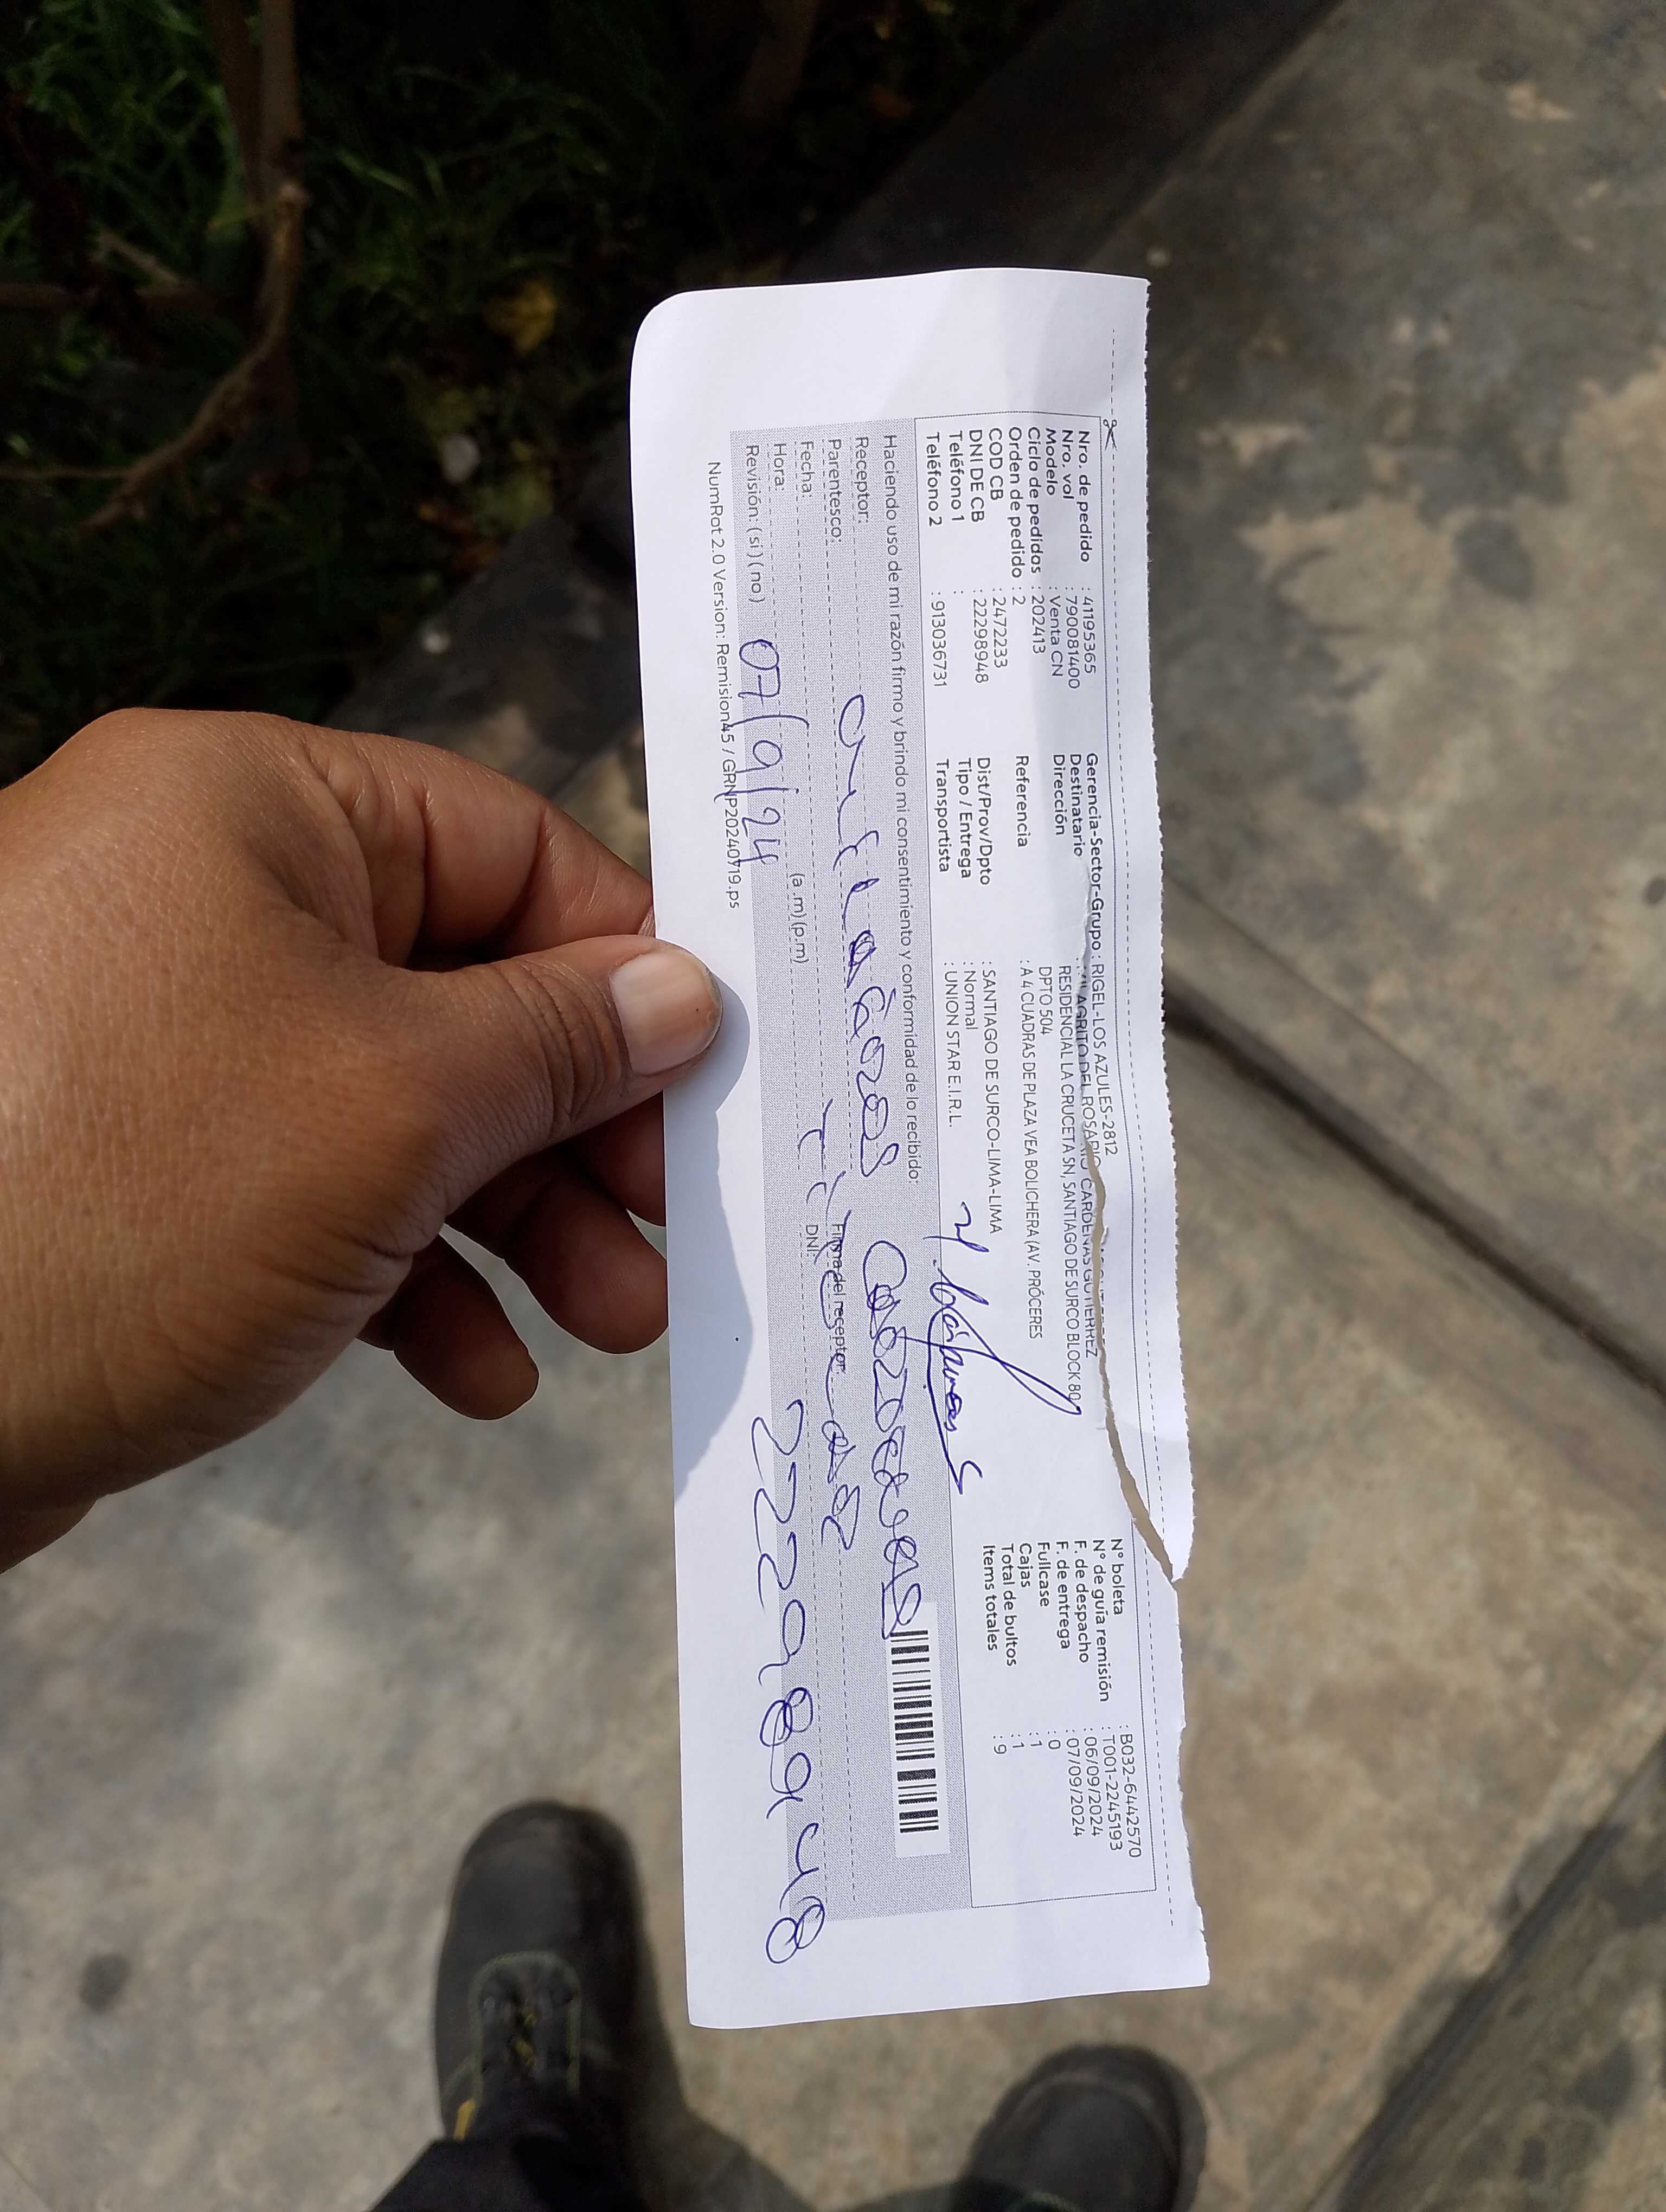 Nro. de pedido : 41195365
Nro. vol : 790081400
Modelo : Venta CN
Ciclo de pedidos : 202413
Orden de pedido : 2
COD CB : 2472233
DNI DE CB : 22298948
Teléfono 1 :
Teléfono 2 : 913036731
Gerencia-Sector-Grupo : RIGEL-LOS AZULES-2812
Destinatario : MILAGRITO DEL ROSARIO CARDENAS GUTIERREZ
Dirección RESIDENCIAL LA CRUCETA SN, SANTIAGO DE SURCO BLOCK 80
DPTO 504
Referencia : A 4 CUADRAS DE PLAZA VEA BOLICHERA (AV. PRÓCERES
Dist/Prov/Dpto : SANTIAGO DE SURCO-LIMA-LIMA
Tipo / Entrega : Normal
Transportista : UNION STAR E.I.R.L.
N° boleta : B032-6442570
N° de guía remisión : T001-2245193
F. de despacho : 06/09/2024
F. de entrega : 07/09/2024
Fullcase : 0
Cajas : 1
Total de bultos : 1
Items totales : 9
Haciendo uso de mi razón firmo y brindo mi consentimiento y conformidad de lo recibido:
Receptor:
Parentesco:
Firma del receptor
Fecha:
DNI: 22298948
Hora: (a.m) (p.m)
Revisión: (si) (no) 07/9/24
NumRot 2.0 Version: Remision45 / GRNP20240719.ps